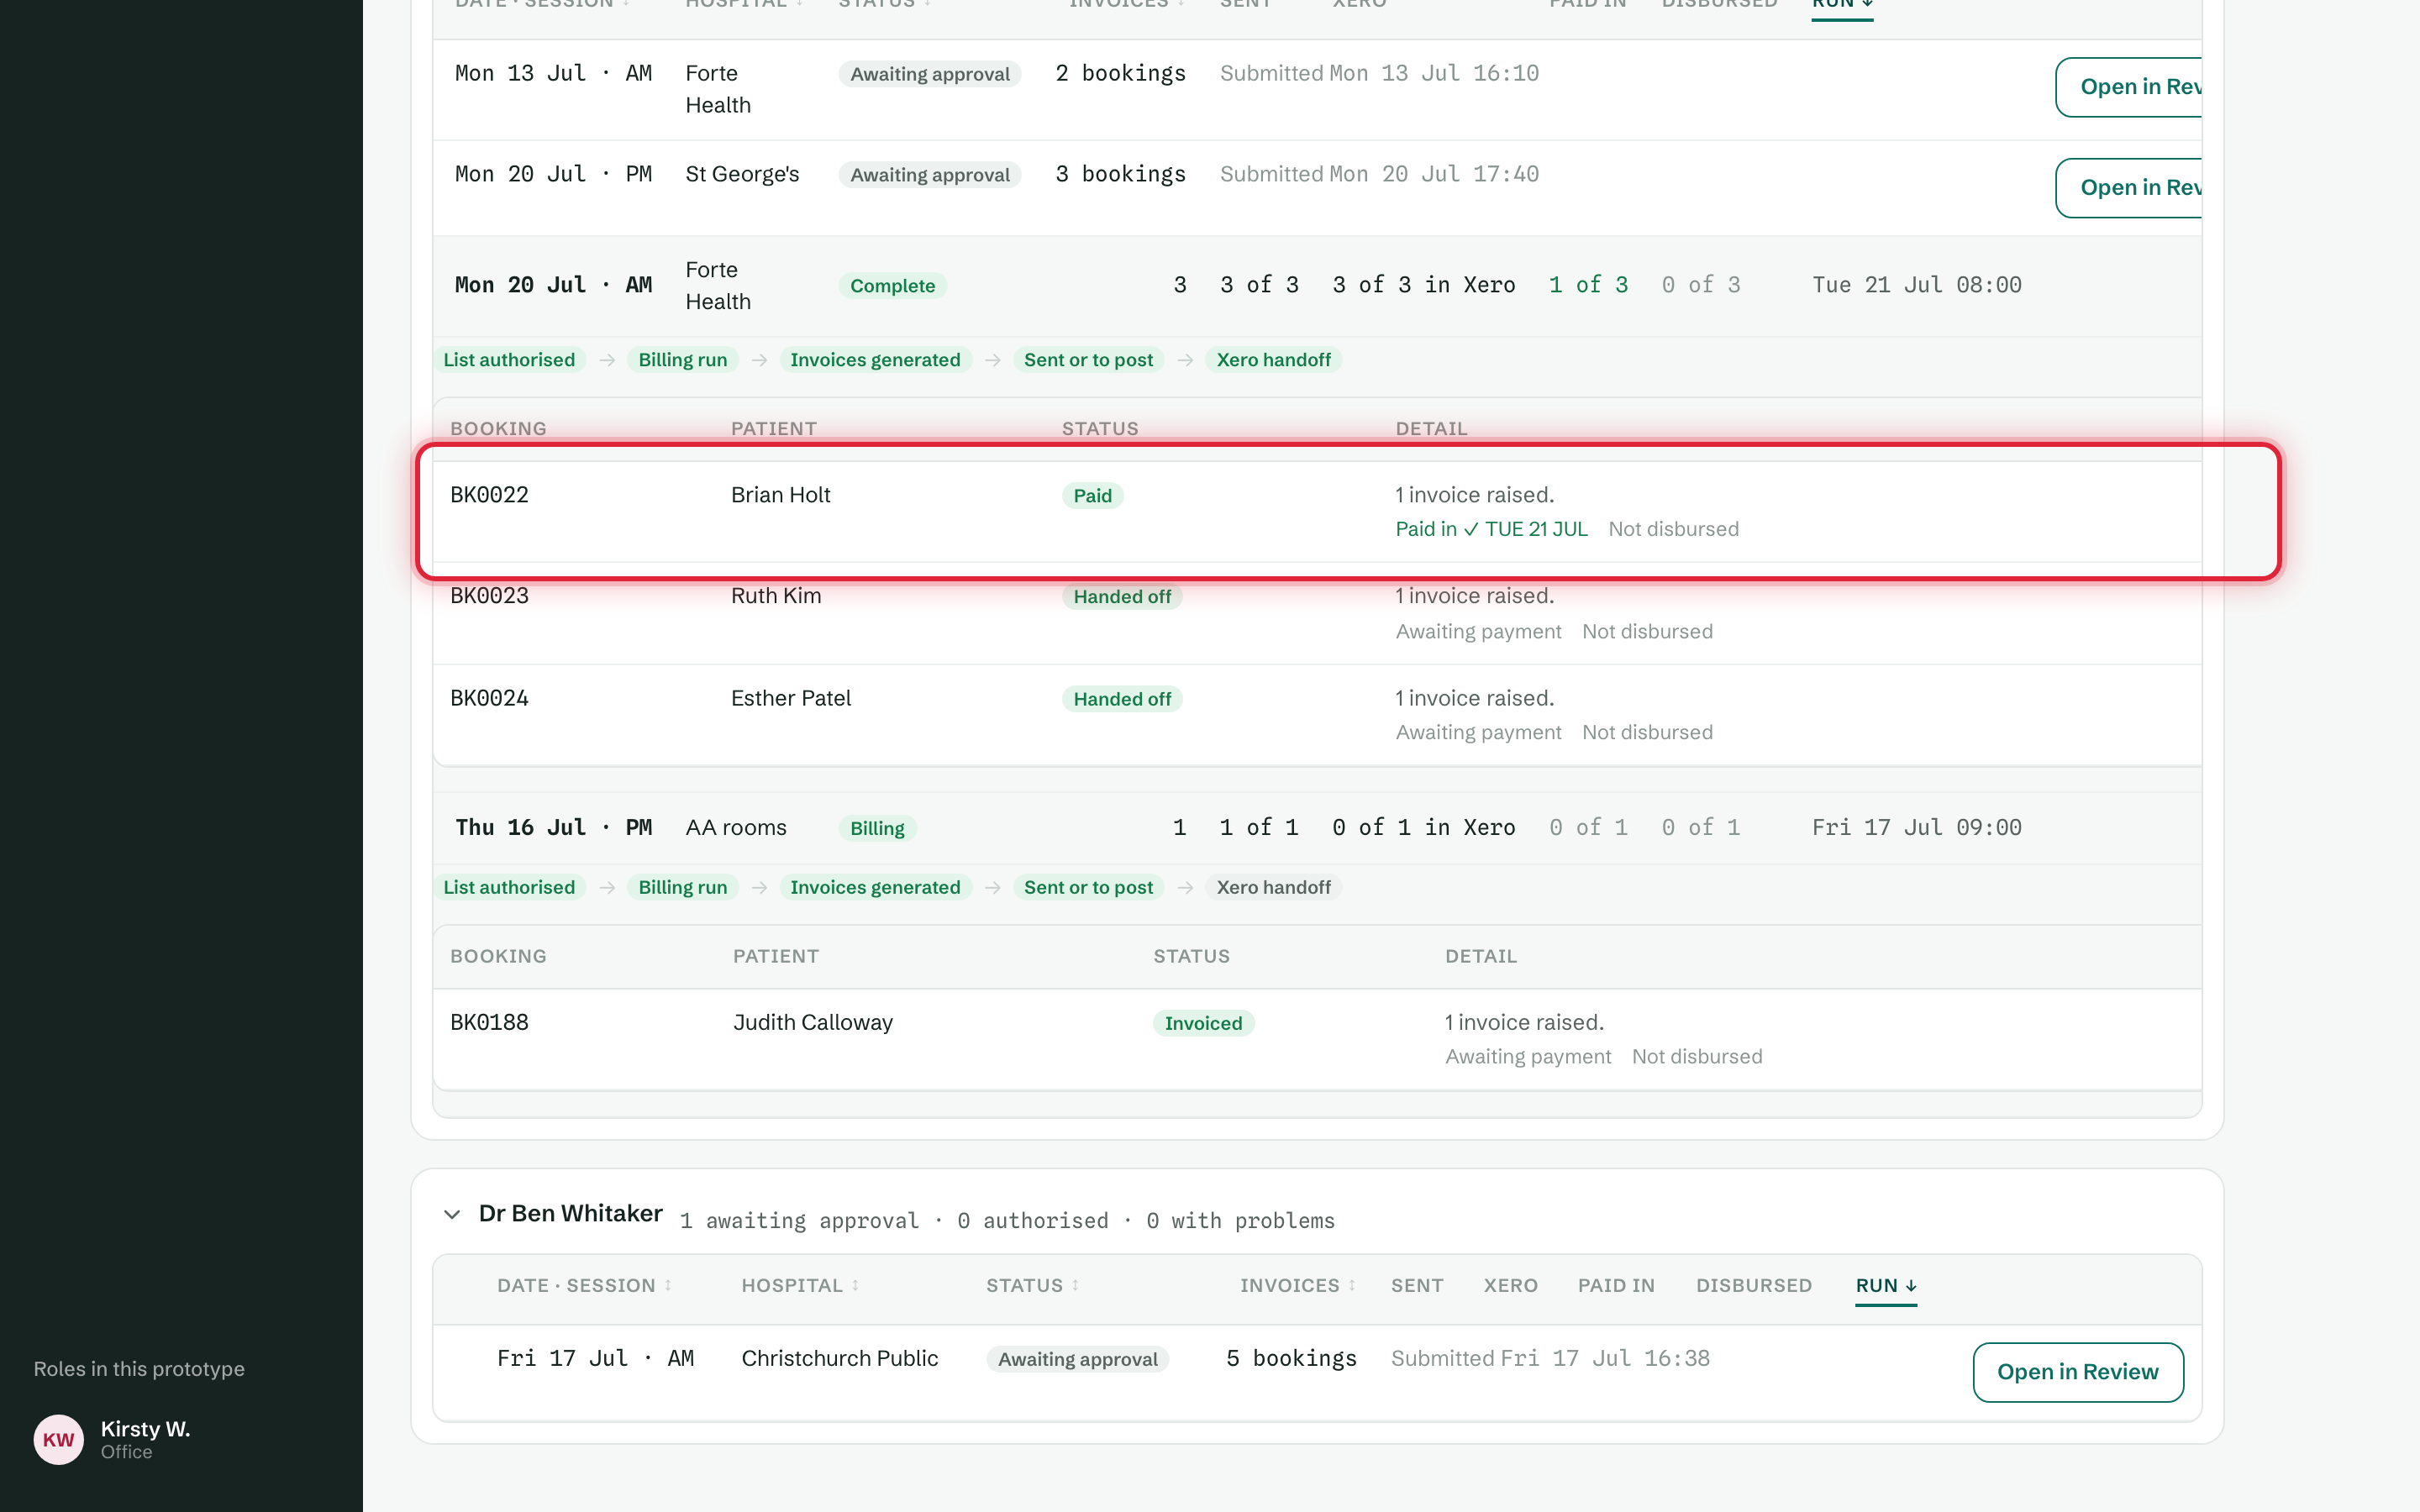 DATE · SESSION ↕ HOSPITAL ↕ STATUS ↕ INVOICES ↕ SENT XERO PAID IN DISBURSED RUN ↓
Mon 13 Jul · AM Forte Health Awaiting approval 2 bookings Submitted Mon 13 Jul 16:10 Open in Rev
Mon 20 Jul · PM St George's Awaiting approval 3 bookings Submitted Mon 20 Jul 17:40 Open in Rev
Mon 20 Jul · AM Forte Health Complete 3 3 of 3 3 of 3 in Xero 1 of 3 0 of 3 Tue 21 Jul 08:00
List authorised → Billing run → Invoices generated → Sent or to post → Xero handoff
BOOKING PATIENT STATUS DETAIL
BK0022 Brian Holt Paid 1 invoice raised.
Paid in ✓ TUE 21 JUL Not disbursed
BK0023 Ruth Kim Handed off 1 invoice raised.
Awaiting payment Not disbursed
BK0024 Esther Patel Handed off 1 invoice raised.
Awaiting payment Not disbursed
Thu 16 Jul · PM AA rooms Billing 1 1 of 1 0 of 1 in Xero 0 of 1 0 of 1 Fri 17 Jul 09:00
List authorised → Billing run → Invoices generated → Sent or to post → Xero handoff
BOOKING PATIENT STATUS DETAIL
BK0188 Judith Calloway Invoiced 1 invoice raised.
Awaiting payment Not disbursed
Dr Ben Whitaker 1 awaiting approval · 0 authorised · 0 with problems
DATE · SESSION ↕ HOSPITAL ↕ STATUS ↕ INVOICES ↕ SENT XERO PAID IN DISBURSED RUN ↓
Fri 17 Jul · AM Christchurch Public Awaiting approval 5 bookings Submitted Fri 17 Jul 16:38 Open in Review
Roles in this prototype
KW Kirsty W.
Office